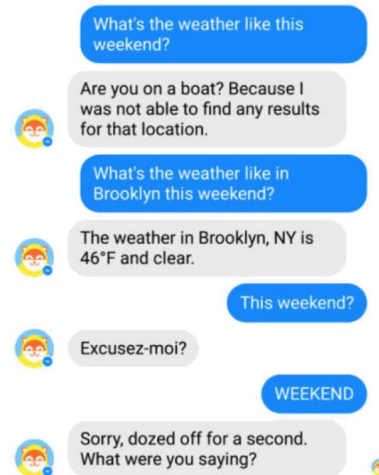 What's the weather like this
weekend?
Are you on a boat? Because I
was not able to find any results
for that location.
What's the weather like in
Brooklyn this weekend?
The weather in Brooklyn, NY is
46°F and clear.
This weekend?
Excusez-moi?
WEEKEND
Sorry, dozed off for a second.
What were you saying?